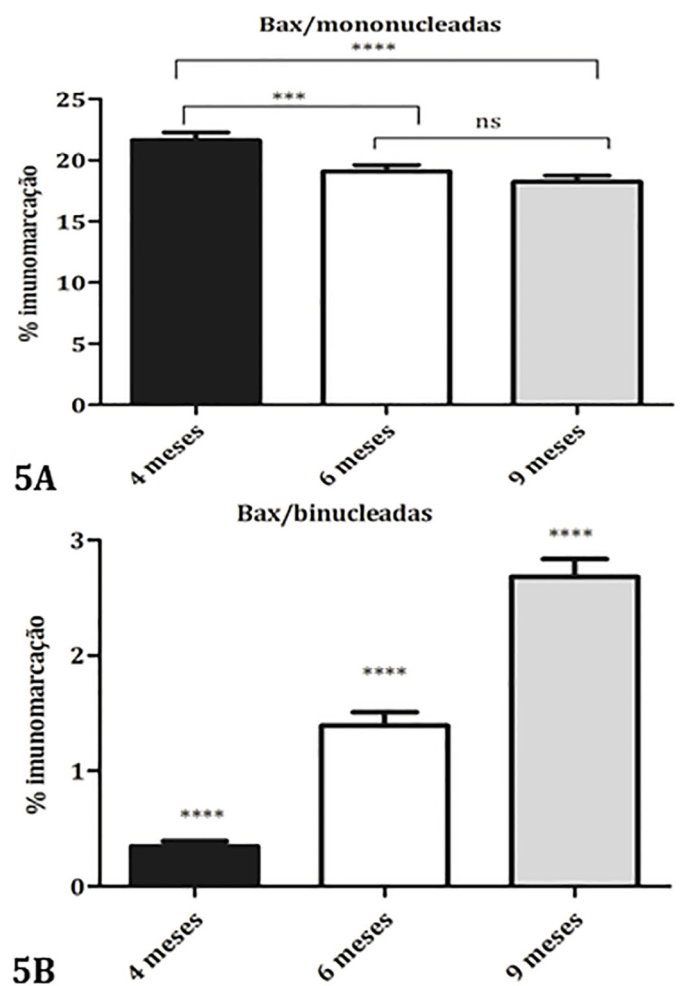 Bax/mononucleadas
****
***
ns
25
20
15
10
5
0
% imunomarcação
4 meses
6 meses
9 meses
5A
Bax/binucleadas
****
****
****
3
2
1
0
% imunomarcação
4 meses
6 meses
9 meses
5B